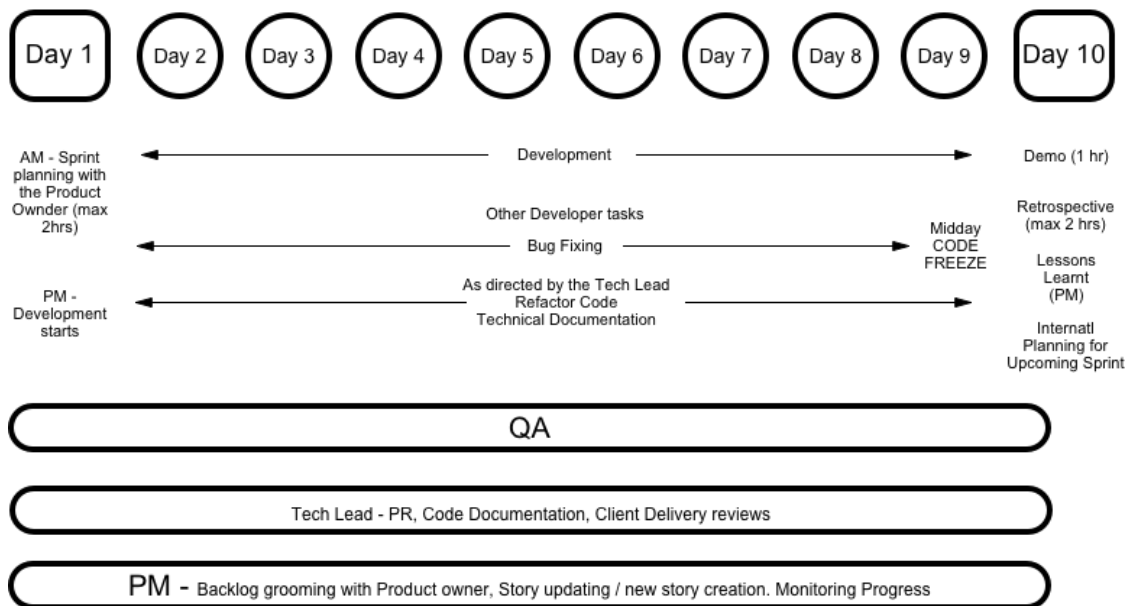 Day 1
Day 2
Day 3
Day 4
Day 5
Day 6
Day 7
Day 8
Day 9
Day 10
AM - Sprint
planning with
the Product
Ownder (max
2hrs)
PM -
Development
starts
Development
Other Developer tasks
Bug Fixing
As directed by the Tech Lead
Refactor Code
Technical Documentation
Midday
CODE
FREEZE
Demo (1 hr)
Retrospective
(max 2 hrs)
Lessons
Learnt
(PM)
Internatl
Planning for
Upcoming Sprint
QA
Tech Lead - PR, Code Documentation, Client Delivery reviews
PM - Backlog grooming with Product owner, Story updating / new story creation. Monitoring Progress